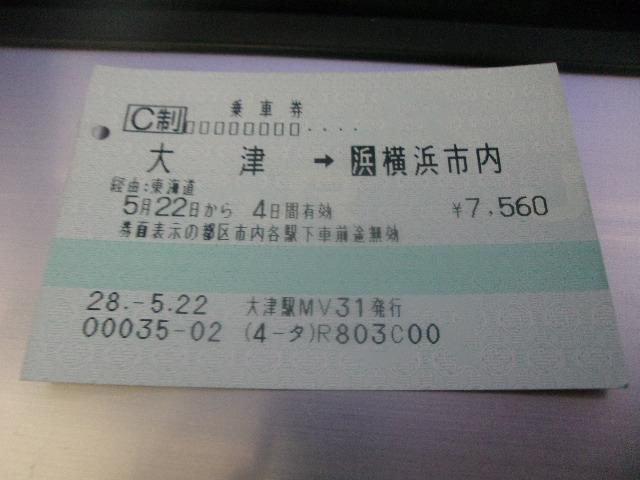 乗車券
C制 □□□□□□□□□····
大津 → 浜横浜市内
経由:東海道
5月22日から 4日間有効 ¥7,560
券面表示の都区市内各駅下車前途無効
28.-5.22 大津駅MV31発行
00035-02 (4-タ)R803C00